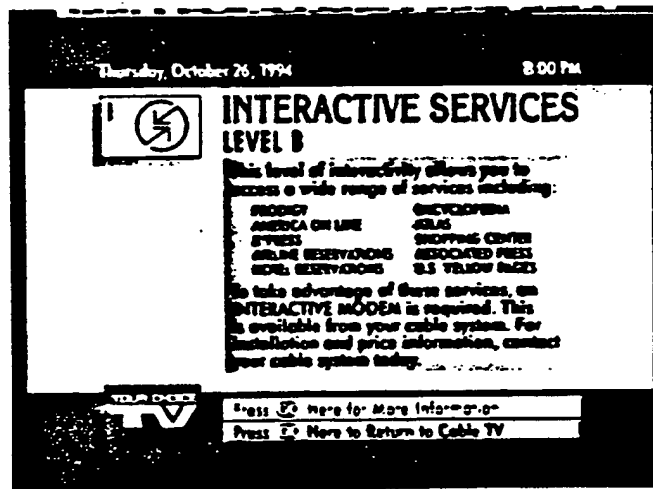 Thursday, October 26, 1994 8:00 PM
INTERACTIVE SERVICES
LEVEL B
This level of interactivity allows you to
access a wide range of services including:
PRODIGY ENCYCLOPEDIA
AMERICA ON LINE ATLAS
X*PRESS SHOPPING CENTER
AIRLINE RESERVATIONS ASSOCIATED PRESS
HOTEL RESERVATIONS U.S YELLOW PAGES
To take advantage of these services, an
INTERACTIVE MODEM is required. This
is available from your cable system. For
installation and price information, contact
your cable system today.
YOUR CHOICE
TV
Press Here for More Information
Press Here to Return to Cable TV